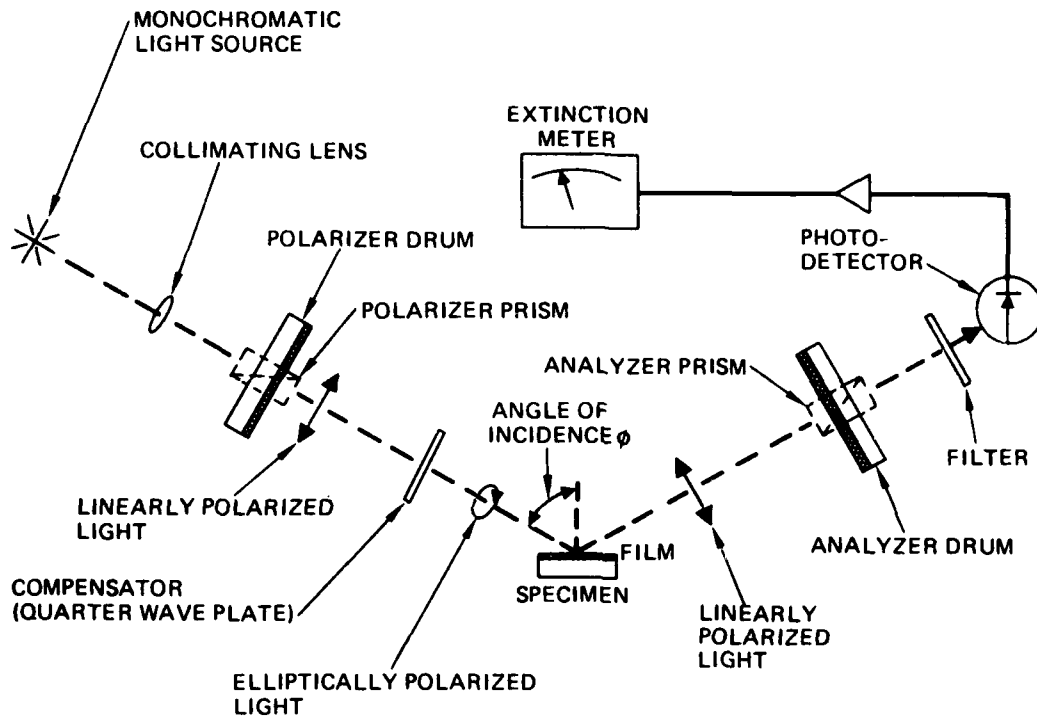 MONOCHROMATIC
LIGHT SOURCE
COLLIMATING LENS
EXTINCTION
METER
POLARIZER DRUM
PHOTO-
DETECTOR
POLARIZER PRISM
ANALYZER PRISM
ANGLE OF
INCIDENCE ϕ
FILTER
LINEARLY POLARIZED
LIGHT
FILM
ANALYZER DRUM
SPECIMEN
COMPENSATOR
(QUARTER WAVE PLATE)
LINEARLY
POLARIZED
LIGHT
ELLIPTICALLY POLARIZED
LIGHT